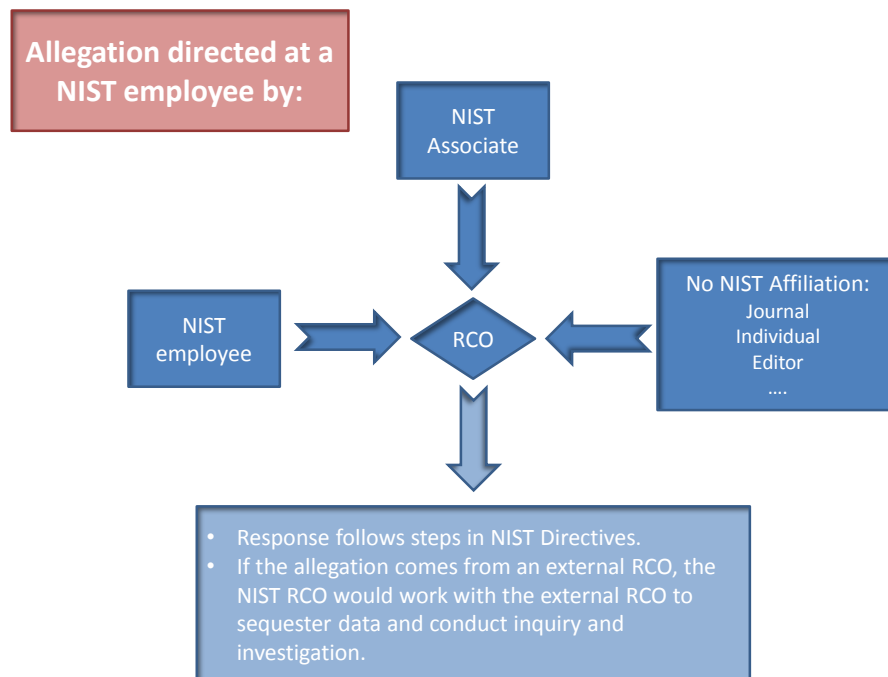 Allegation directed at a
NIST employee by:
NIST
Associate
NIST
employee
RCO
No NIST Affiliation:
Journal
Individual
Editor
....
• Response follows steps in NIST Directives.
• If the allegation comes from an external RCO, the
NIST RCO would work with the external RCO to
sequester data and conduct inquiry and
investigation.